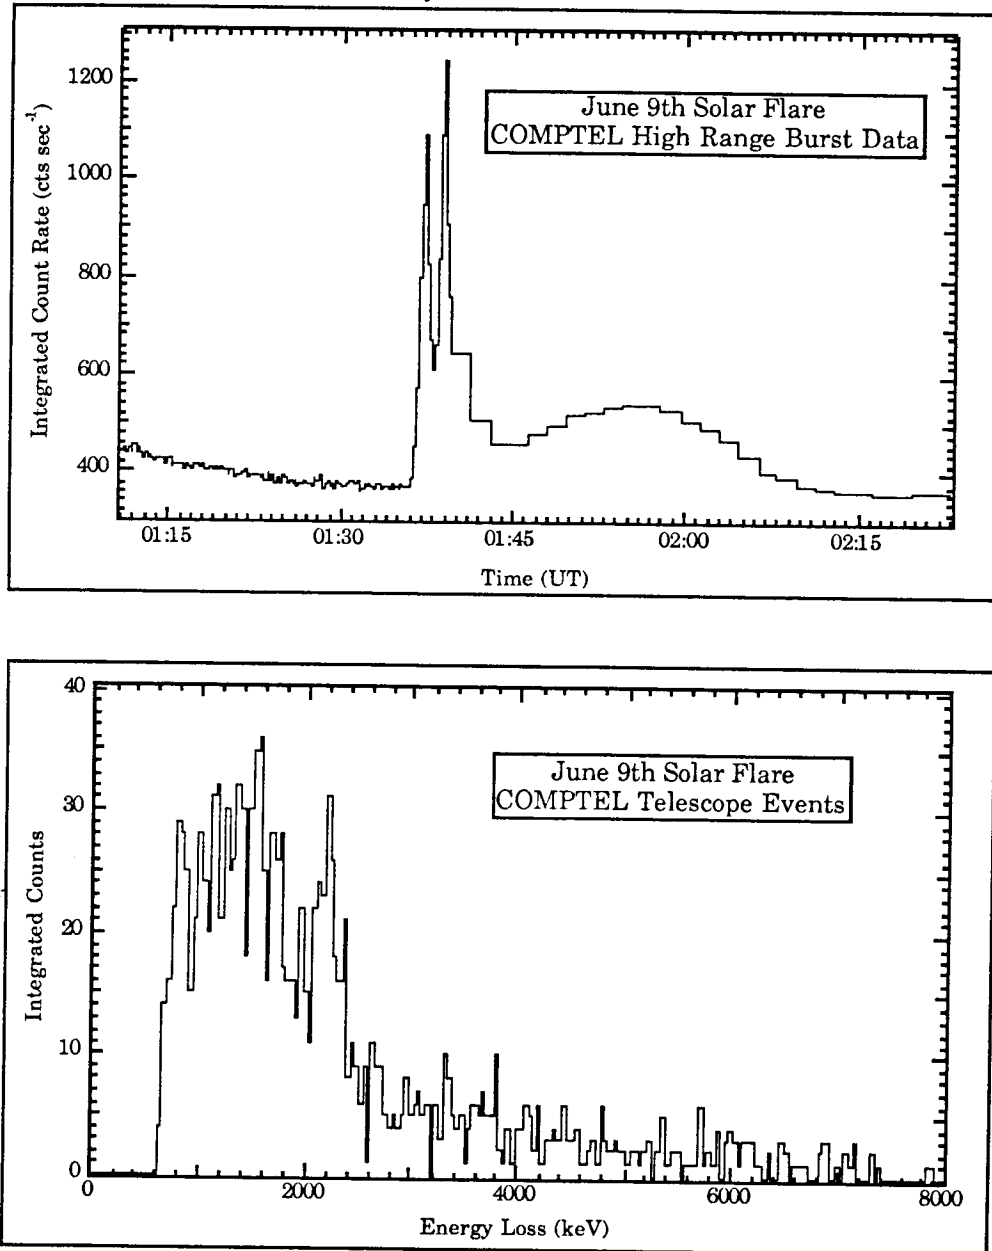 June 9th Solar Flare
COMPTEL High Range Burst Data
Integrated Count Rate (cts sec⁻¹)
1200
1000
800
600
400
01:15 01:30 01:45 02:00 02:15
Time (UT)
June 9th Solar Flare
COMPTEL Telescope Events
Integrated Counts
40
30
20
10
0
0 2000 4000 6000 8000
Energy Loss (keV)